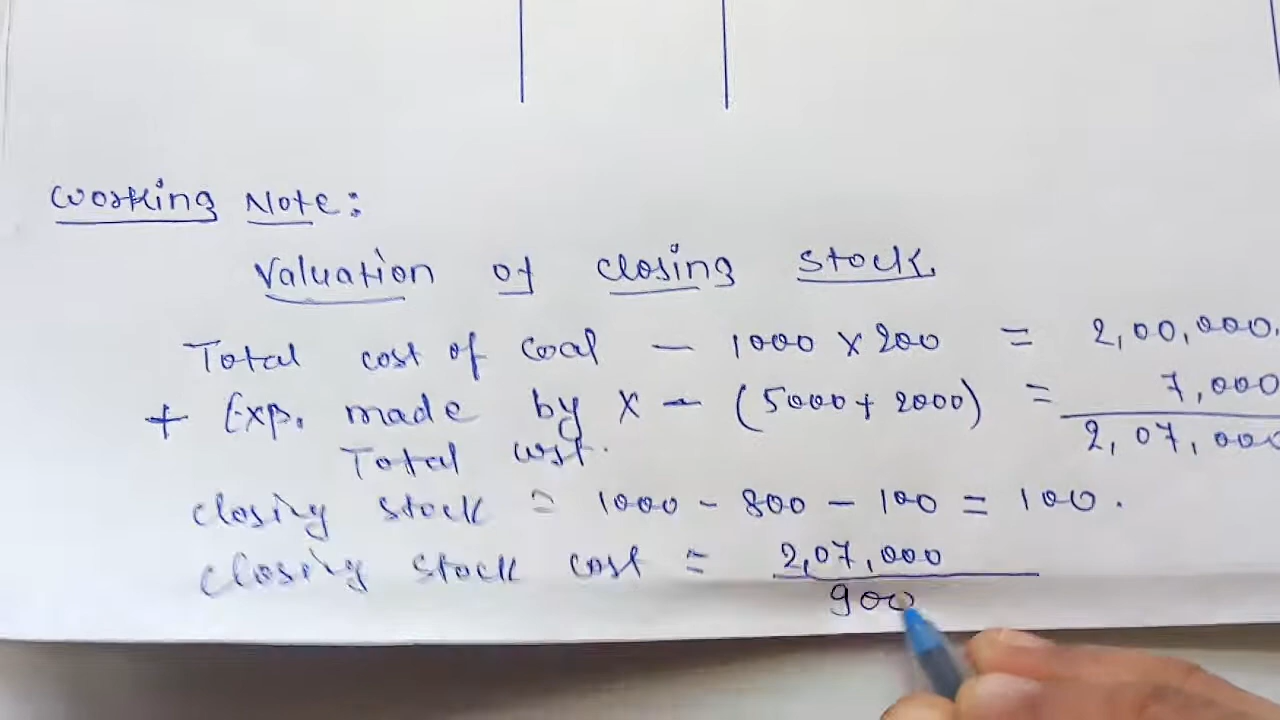 Working Note:
Valuation of closing stock
Total cost of coal - 1000 X 200 = 2,00,000
+ Exp. made by X - (5000 + 2000) = 7,000
Total cost. 2,07,000
closing stock = 1000 - 800 - 100 = 100.
closing stock cost = 2,07,000
900